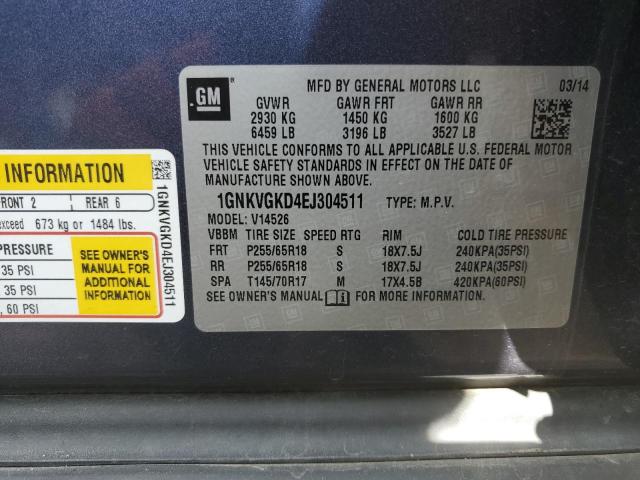 GM
MFD BY GENERAL MOTORS LLC 03/14
GVWR GAWR FRT GAWR RR
2930 KG 1450 KG 1600 KG
6459 LB 3196 LB 3527 LB
THIS VEHICLE CONFORMS TO ALL APPLICABLE U.S. FEDERAL MOTOR
VEHICLE SAFETY STANDARDS IN EFFECT ON THE DATE OF
MANUFACTURE SHOWN ABOVE.
1GNKVGKD4EJ304511 TYPE: M.P.V.
MODEL: V14526
VBBM TIRE SIZE SPEED RTG RIM COLD TIRE PRESSURE
FRT P255/65R18 S 18X7.5J 240KPA(35PSI)
RR P255/65R18 S 18X7.5J 240KPA(35PSI)
SPA T145/70R17 M 17X4.5B 420KPA(60PSI)
SEE OWNER'S MANUAL FOR MORE INFORMATION.
INFORMATION
FRONT 2 REAR 6
exceed 673 kg or 1484 lbs.
PRESSURE
35 PSI
35 PSI
60 PSI
SEE OWNER'S
MANUAL FOR
ADDITIONAL
INFORMATION
1GNKVGKD4EJ304511